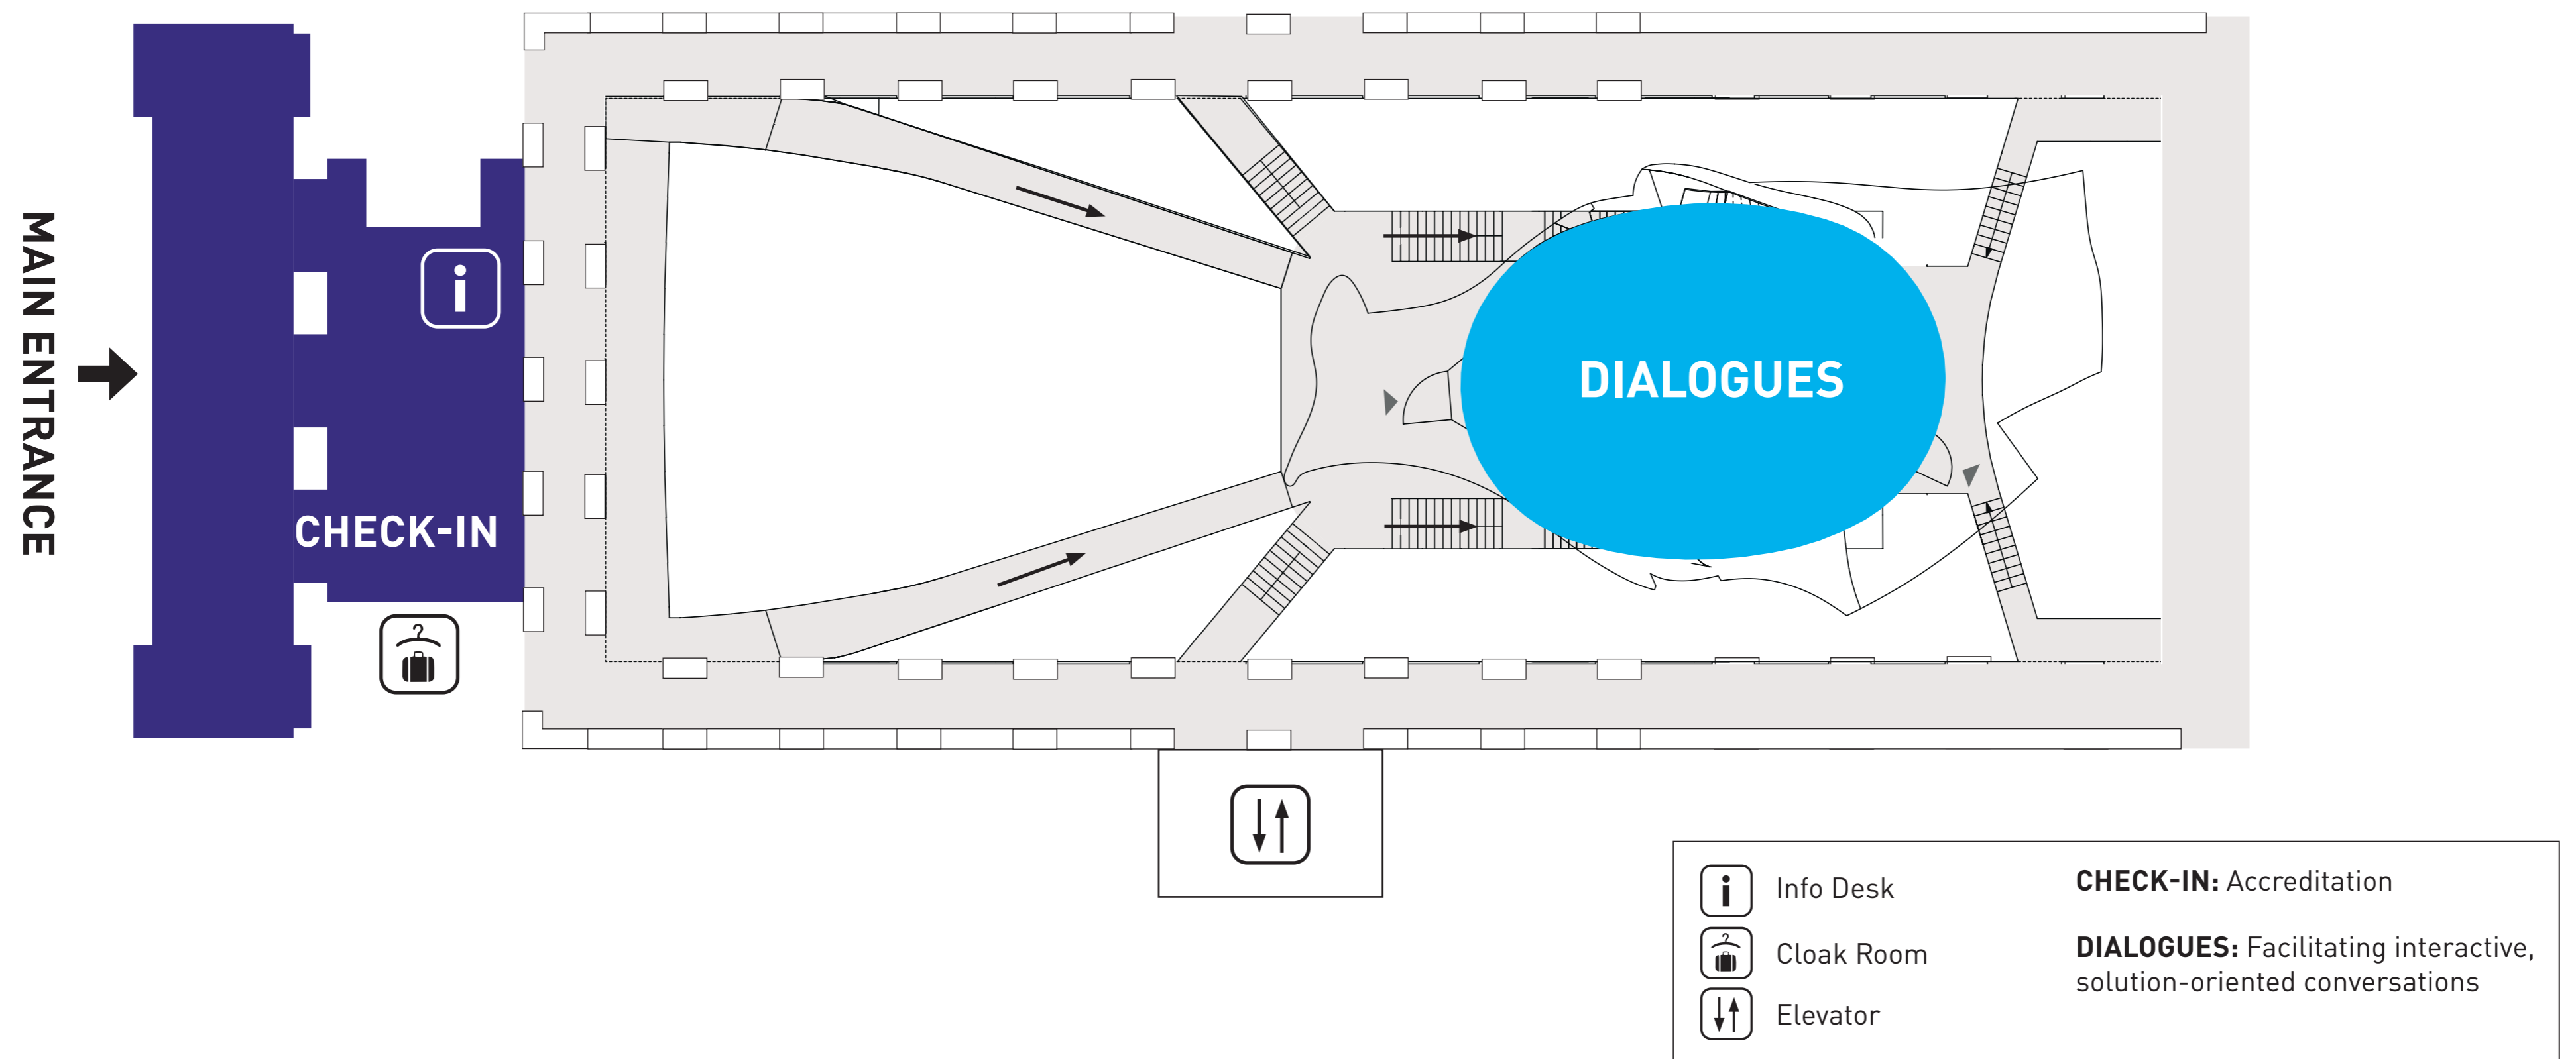 MAIN ENTRANCE
i
CHECK-IN
DIALOGUES
i Info Desk
Cloak Room
Elevator
CHECK-IN: Accreditation
DIALOGUES: Facilitating interactive,
solution-oriented conversations